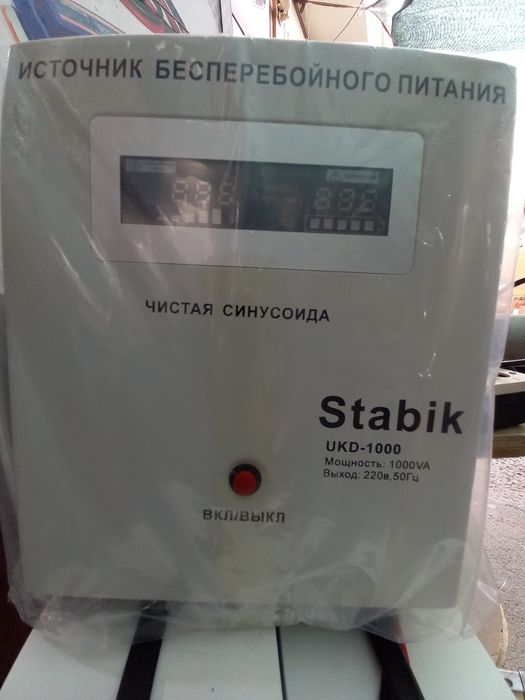 ИСТОЧНИК БЕСПЕРЕБОЙНОГО ПИТАНИЯ
ЧИСТАЯ СИНУСОИДА
Stabik
UKD-1000
Мощность: 1000VA
Выход: 220в,50Гц
ВКЛ/ВЫКЛ